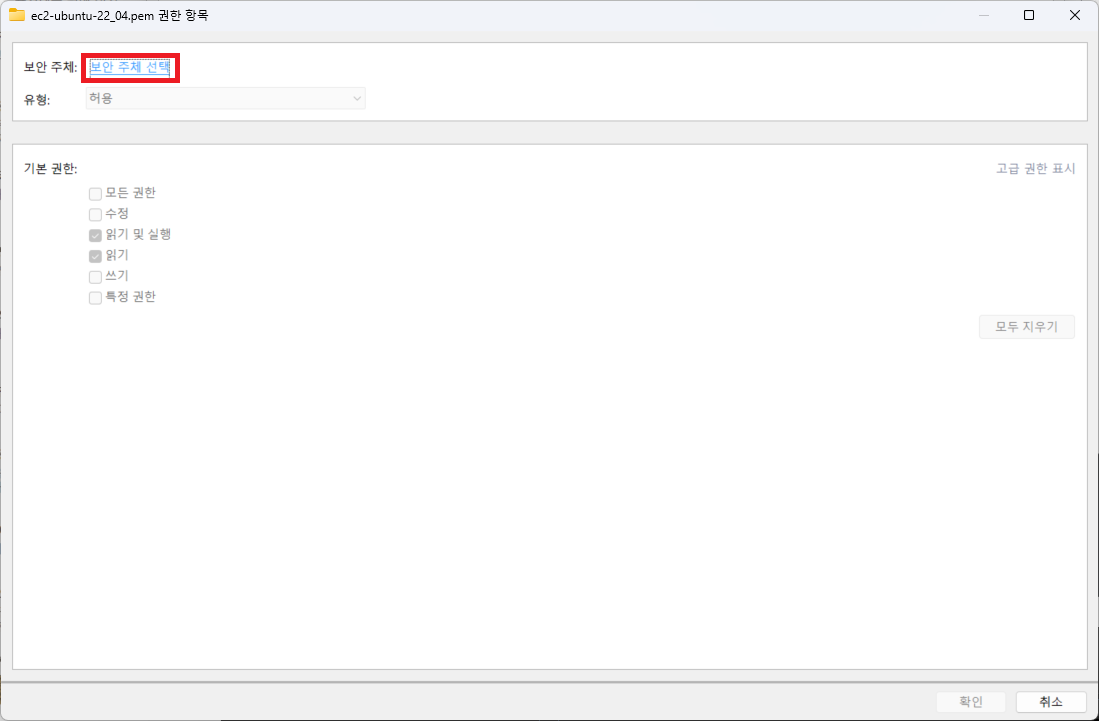 ec2-ubuntu-22_04.pem 권한 항목
보안 주체: 보안 주체 선택
유형: 허용
기본 권한: 고급 권한 표시
모든 권한
수정
읽기 및 실행
읽기
쓰기
특정 권한
모두 지우기
확인 취소